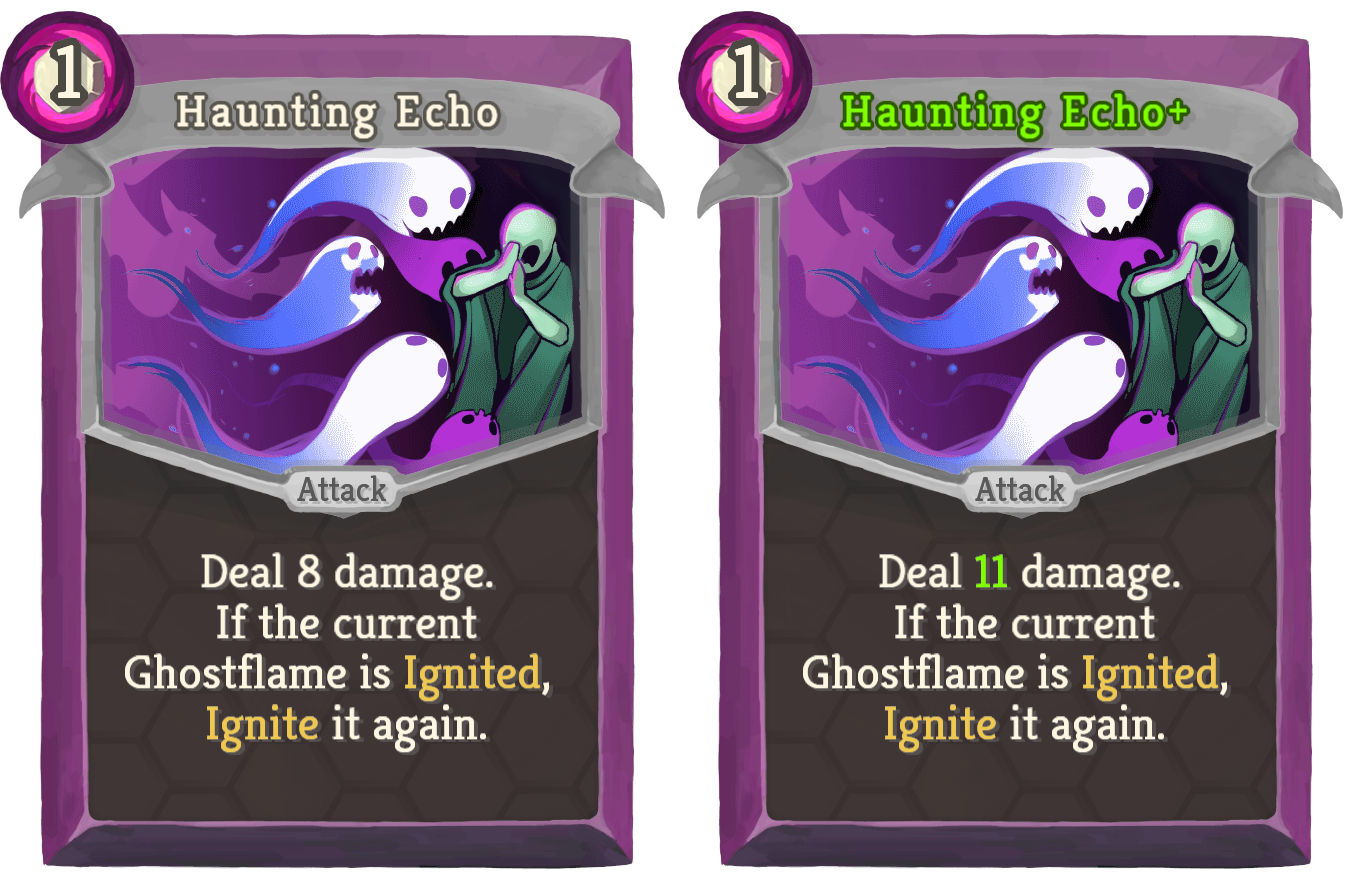 1
Haunting Echo
Attack
Deal 8 damage.
If the current
Ghostflame is Ignited,
Ignite it again.
1
Haunting Echo+
Attack
Deal 11 damage.
If the current
Ghostflame is Ignited,
Ignite it again.